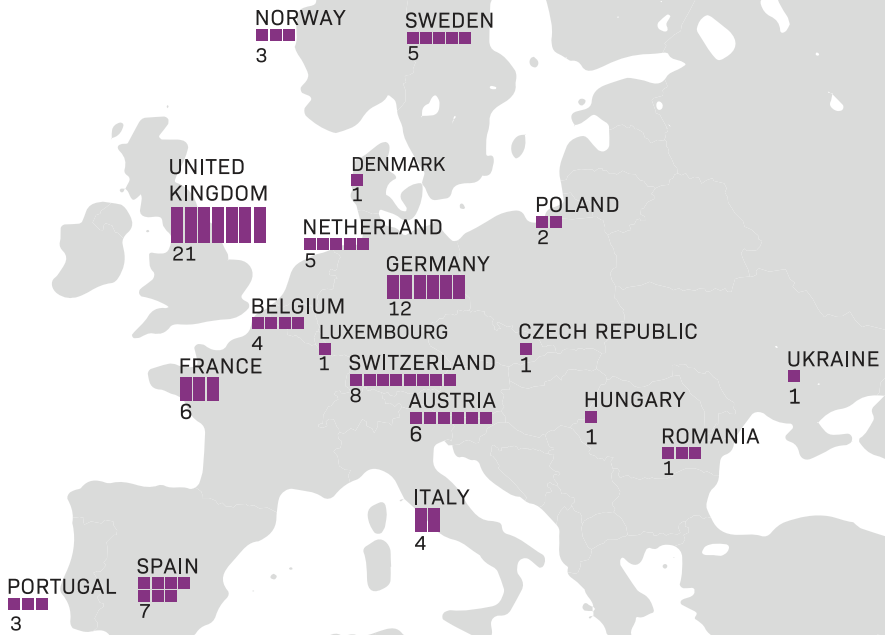 NORWAY
3
SWEDEN
5
UNITED
KINGDOM
21
DENMARK
1
POLAND
2
NETHERLAND
5
GERMANY
12
BELGIUM
4
LUXEMBOURG
1
CZECH REPUBLIC
1
UKRAINE
1
FRANCE
6
SWITZERLAND
8
AUSTRIA
6
HUNGARY
1
ROMANIA
1
ITALY
4
SPAIN
7
PORTUGAL
3